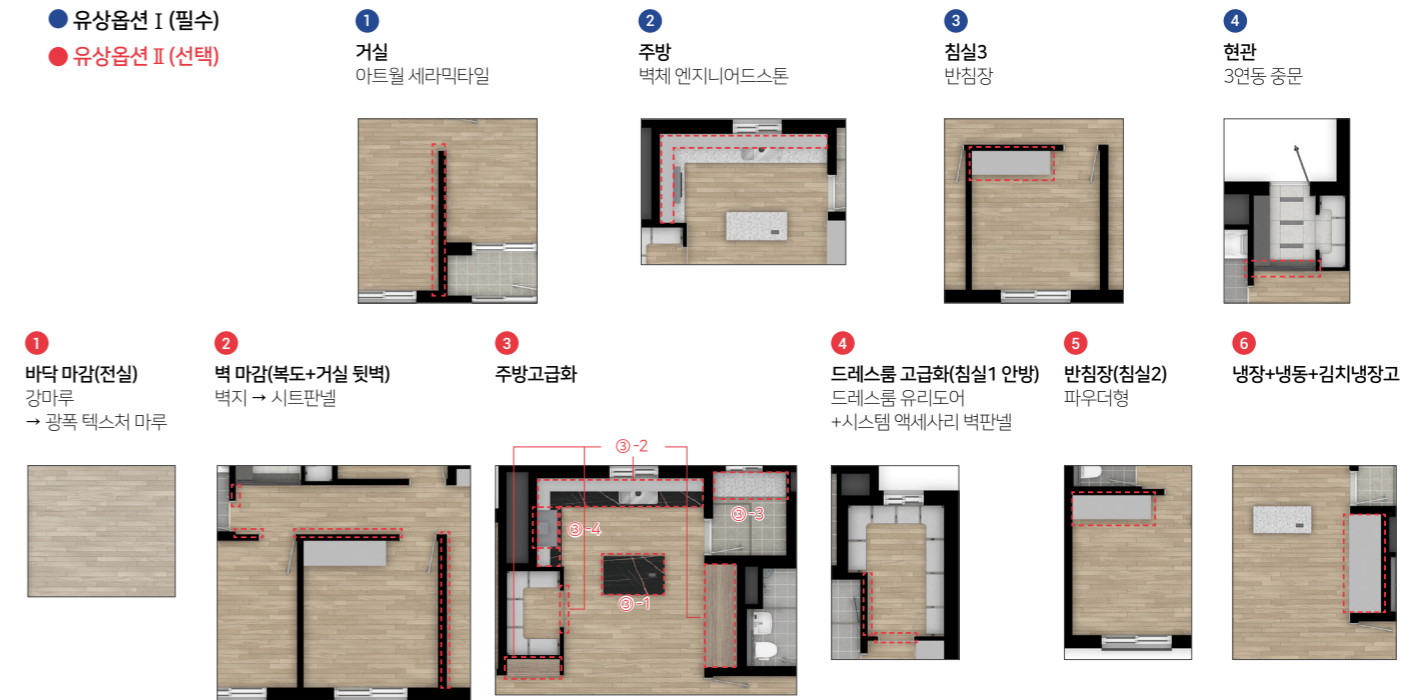 유상옵션 Ⅰ (필수)
유상옵션 Ⅱ (선택)
1
거실
아트월 세라믹타일
2
주방
벽체 엔지니어드스톤
3
침실3
반침장
4
현관
3연동 중문
1
바닥 마감(전실)
강마루
→ 광폭 텍스처 마루
2
벽 마감(복도+거실 뒷벽)
벽지 → 시트판넬
3
주방고급화
③-2
③-4
③-3
③-1
4
드레스룸 고급화(침실1 안방)
드레스룸 유리도어
+시스템 액세사리 벽판넬
5
반침장(침실2)
파우더형
6
냉장+냉동+김치냉장고